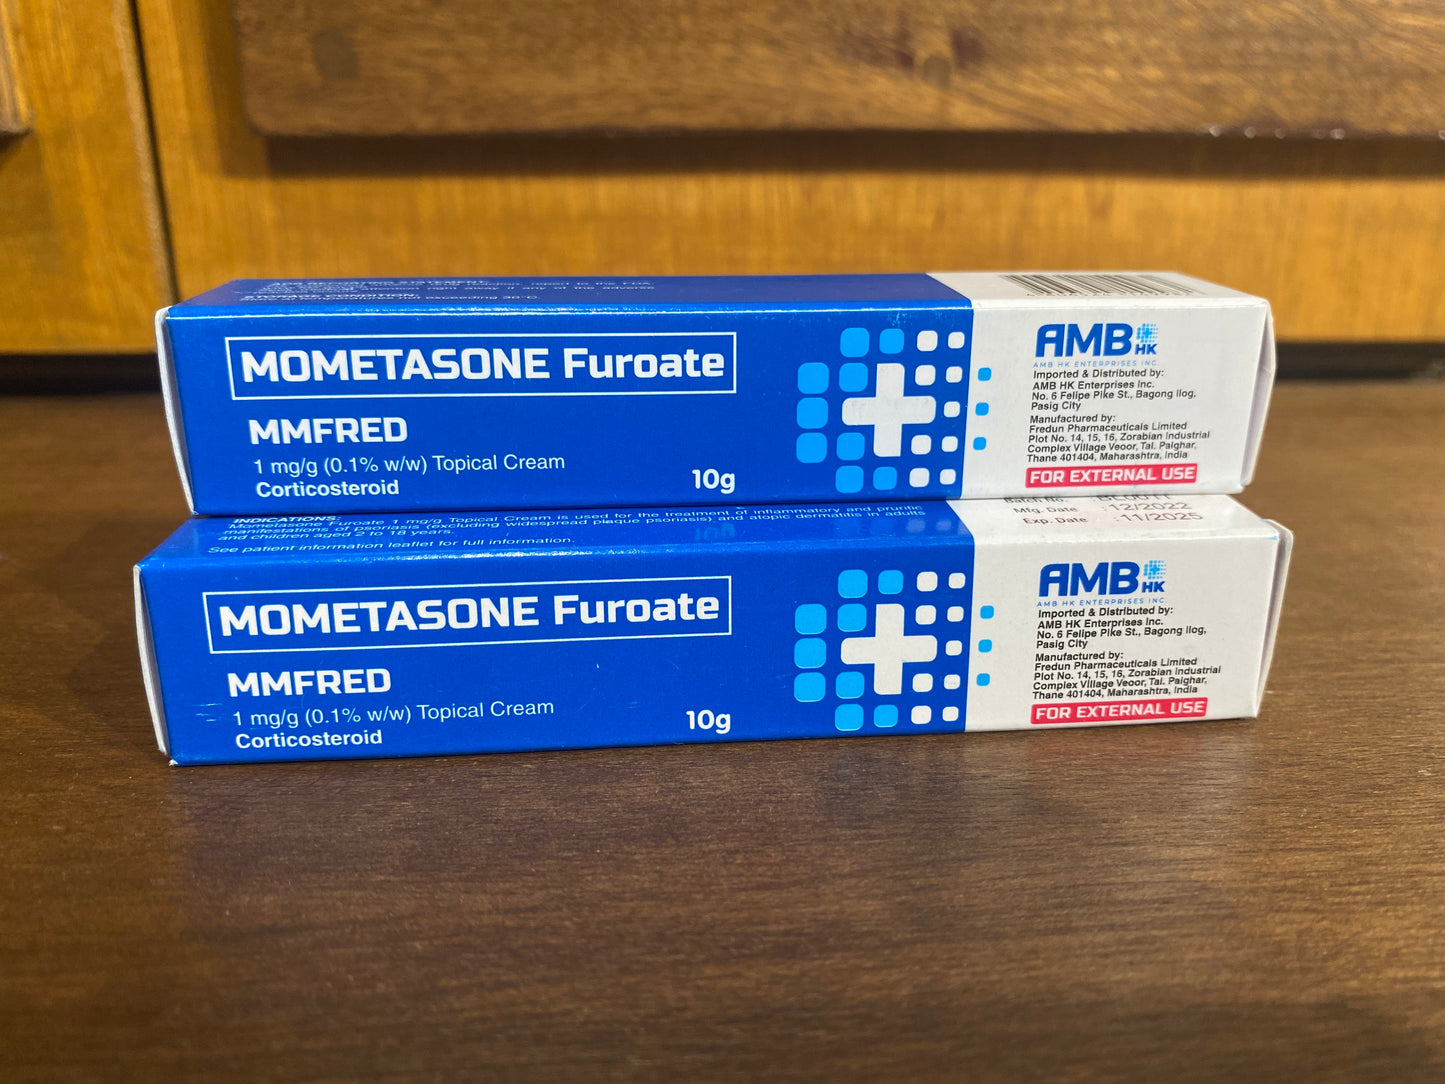 STORAGE CONDITION:
MOMETASONE Furoate
MMFRED
1 mg/g (0.1% w/w) Topical Cream
Corticosteroid
10g
AMB HK
AMB HK ENTERPRISES INC.
Imported & Distributed by:
AMB HK Enterprises Inc.
No. 6 Felipe Pike St., Bagong Ilog,
Pasig City
Manufactured by:
Fredun Pharmaceuticals Limited
Plot No. 14, 15, 16, Zorabian Industrial
Complex Village Veoor, Tal. Palghar,
Thane 401404, Maharashtra, India
FOR EXTERNAL USE
INDICATIONS:
Mometasone Furoate 1 mg/g Topical Cream is used for the treatment of inflammatory and pruritic
manifestations of psoriasis (excluding widespread plaque psoriasis) and atopic dermatitis in adults
and children aged 2 to 18 years.
See patient information leaflet for full information.
Batch No.
Mfg. Date :12/2022
Exp. Date :11/2025
MOMETASONE Furoate
MMFRED
1 mg/g (0.1% w/w) Topical Cream
Corticosteroid
10g
AMB HK
AMB HK ENTERPRISES INC.
Imported & Distributed by:
AMB HK Enterprises Inc.
No. 6 Felipe Pike St., Bagong Ilog,
Pasig City
Manufactured by:
Fredun Pharmaceuticals Limited
Plot No. 14, 15, 16, Zorabian Industrial
Complex Village Veoor, Tal. Palghar,
Thane 401404, Maharashtra, India
FOR EXTERNAL USE